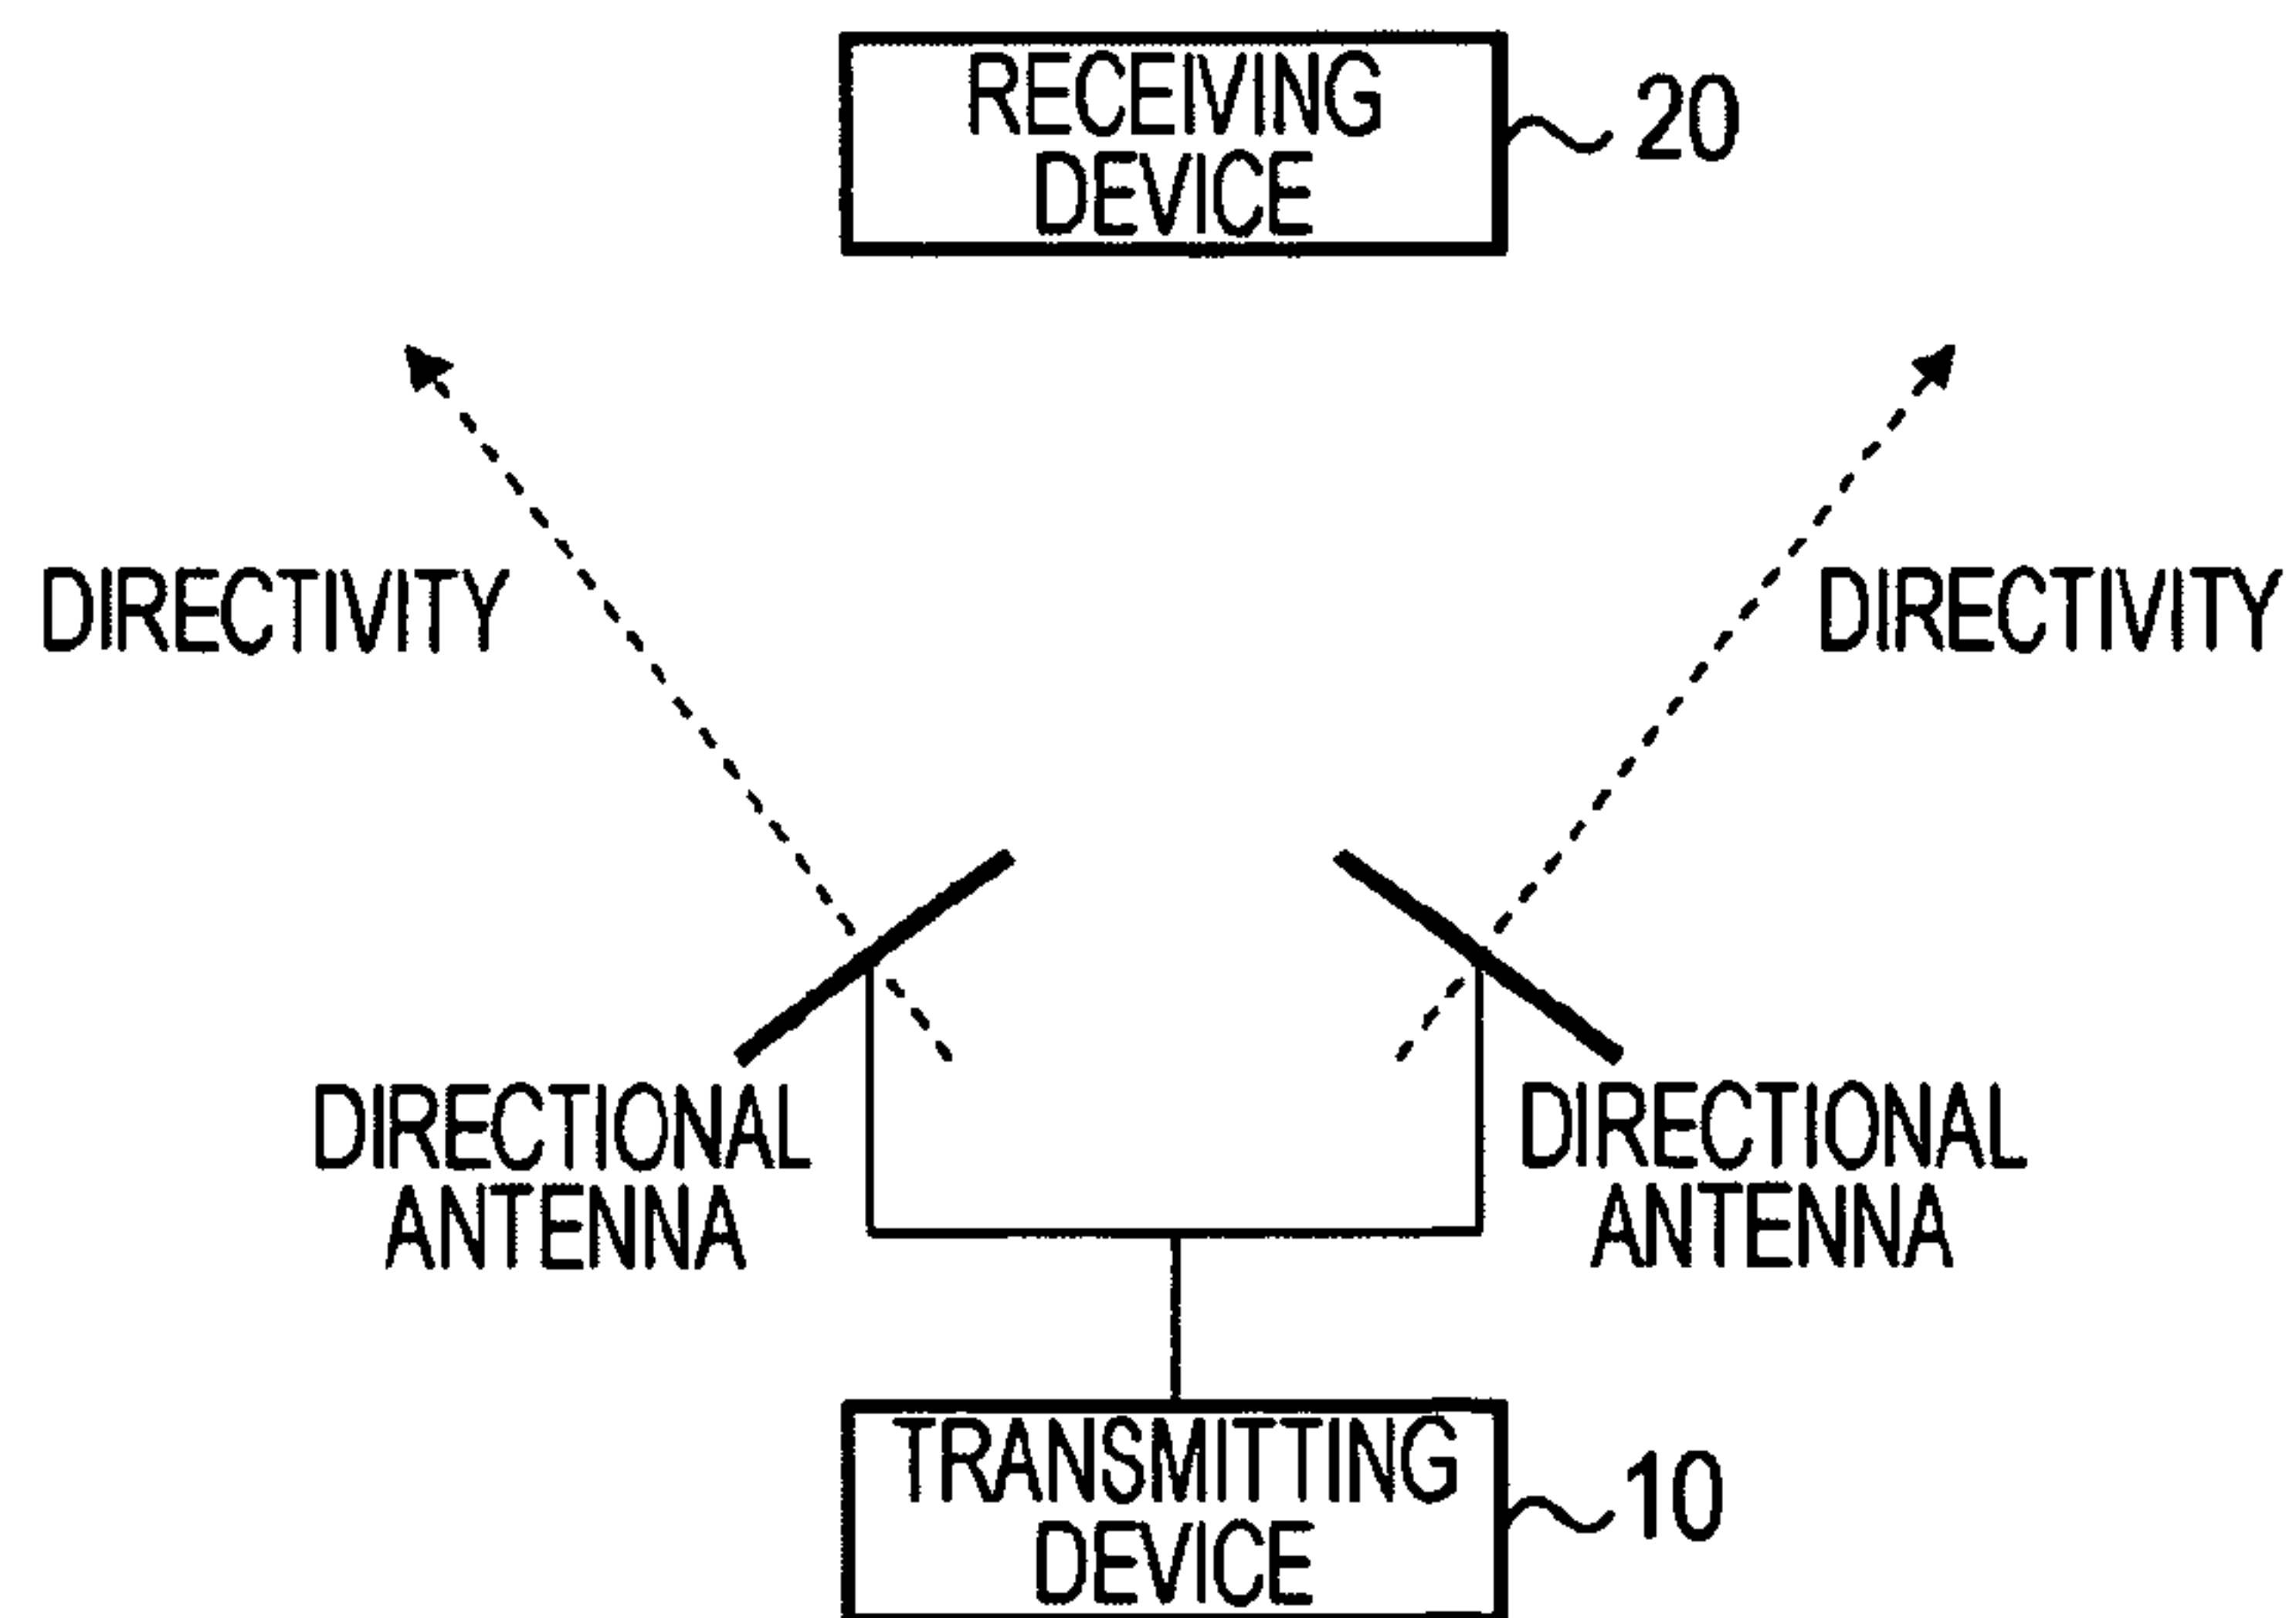 RECEIVING
DEVICE
20
DIRECTIVITY
DIRECTIVITY
DIRECTIONAL
ANTENNA
DIRECTIONAL
ANTENNA
TRANSMITTING
DEVICE
10